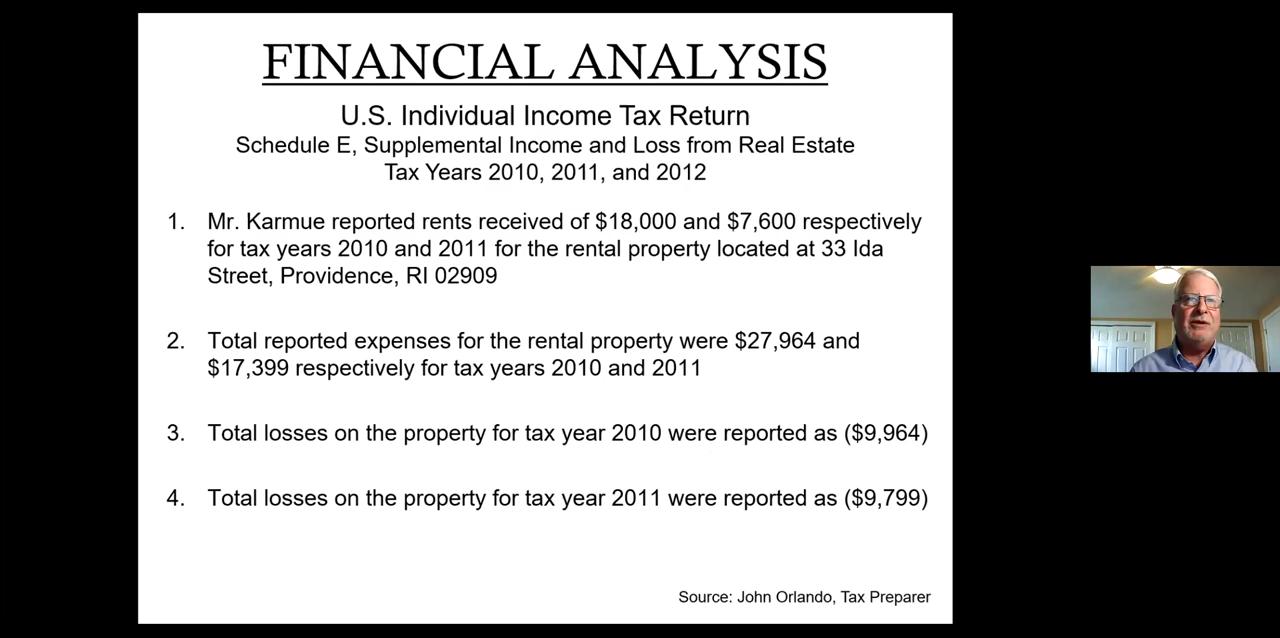 FINANCIAL ANALYSIS
U.S. Individual Income Tax Return
Schedule E, Supplemental Income and Loss from Real Estate
Tax Years 2010, 2011, and 2012
1. Mr. Karmue reported rents received of $18,000 and $7,600 respectively
for tax years 2010 and 2011 for the rental property located at 33 Ida
Street, Providence, RI 02909
2. Total reported expenses for the rental property were $27,964 and
$17,399 respectively for tax years 2010 and 2011
3. Total losses on the property for tax year 2010 were reported as ($9,964)
4. Total losses on the property for tax year 2011 were reported as ($9,799)
Source: John Orlando, Tax Preparer